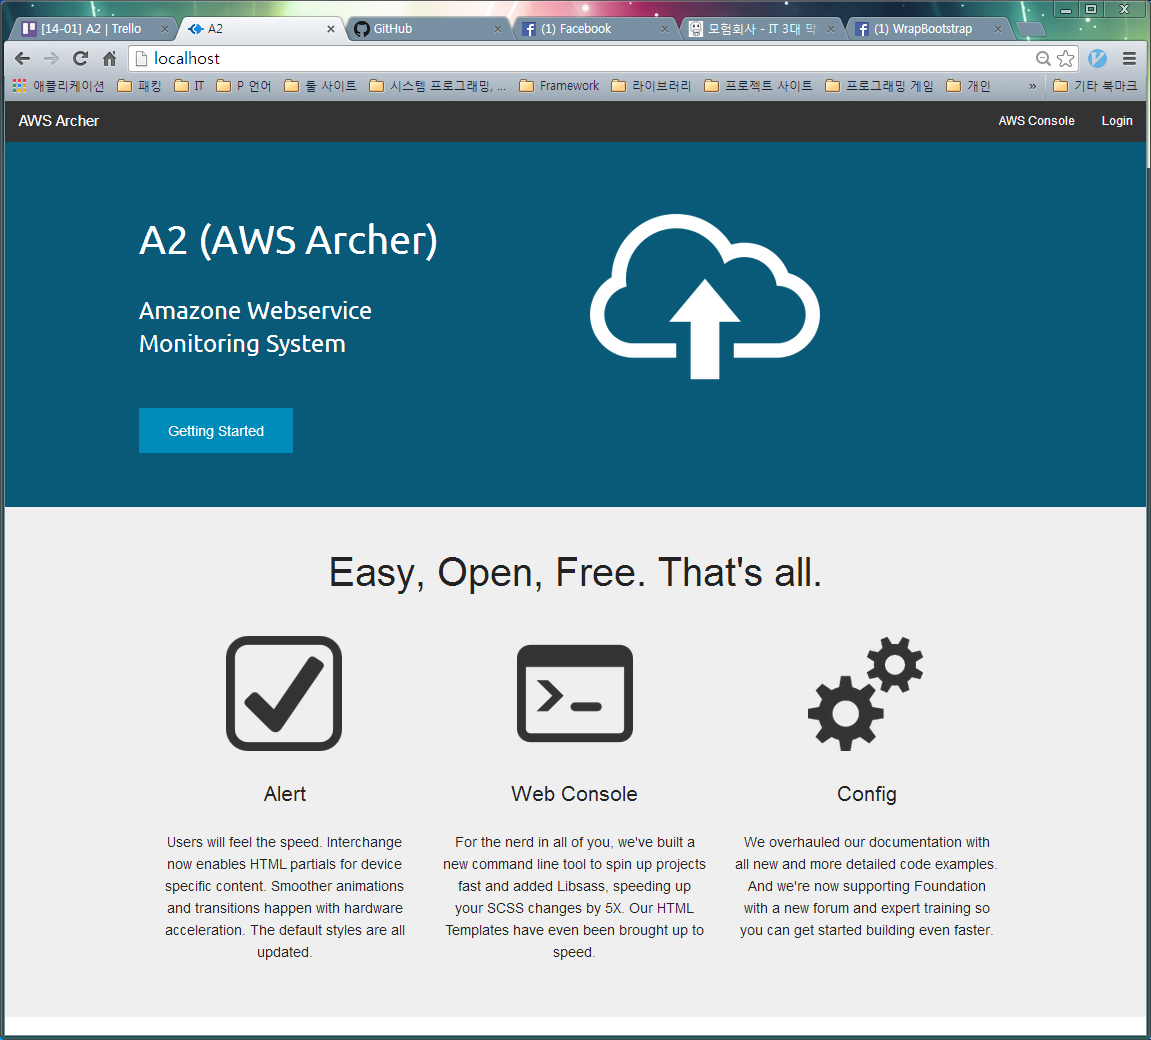 [14-01] A2 | Trello
A2
GitHub
(1) Facebook
모험회사 - IT 3대 막
(1) WrapBootstrap
localhost
애플리케이션
패킹
IT
P 언어
툴 사이트
시스템 프로그래밍, ...
Framework
라이브러리
프로젝트 사이트
프로그래밍 게임
개인
»
기타 북마크
AWS Archer
AWS Console
Login
A2 (AWS Archer)
Amazone Webservice
Monitoring System
Getting Started
Easy, Open, Free. That's all.
Alert
Users will feel the speed. Interchange
now enables HTML partials for device
specific content. Smoother animations
and transitions happen with hardware
acceleration. The default styles are all
updated.
Web Console
For the nerd in all of you, we've built a
new command line tool to spin up projects
fast and added Libsass, speeding up
your SCSS changes by 5X. Our HTML
Templates have even been brought up to
speed.
Config
We overhauled our documentation with
all new and more detailed code examples.
And we're now supporting Foundation
with a new forum and expert training so
you can get started building even faster.